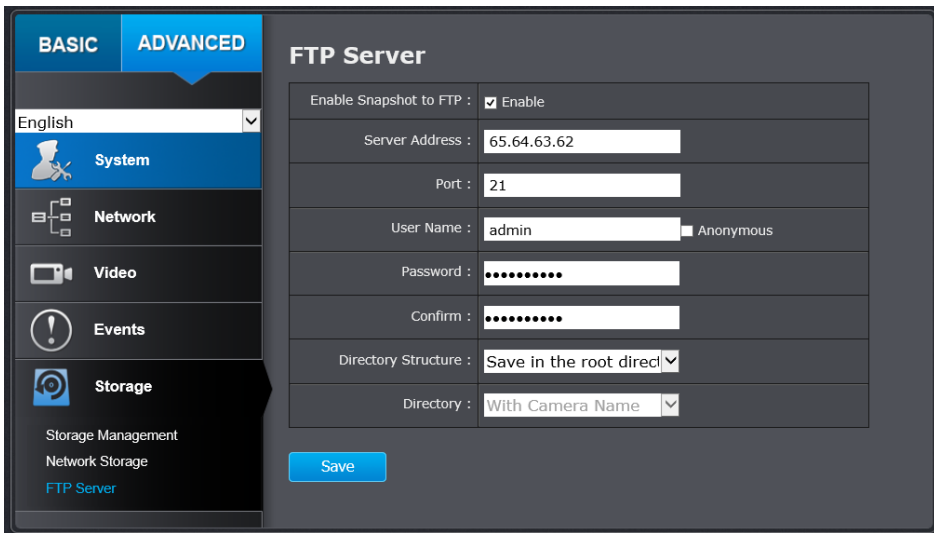 BASIC
ADVANCED
English
System
Network
Video
Events
Storage
Storage Management
Network Storage
FTP Server
FTP Server
Enable Snapshot to FTP : Enable
Server Address : 65.64.63.62
Port : 21
User Name : admin Anonymous
Password : ••••••••••
Confirm : ••••••••••
Directory Structure : Save in the root direct
Directory : With Camera Name
Save